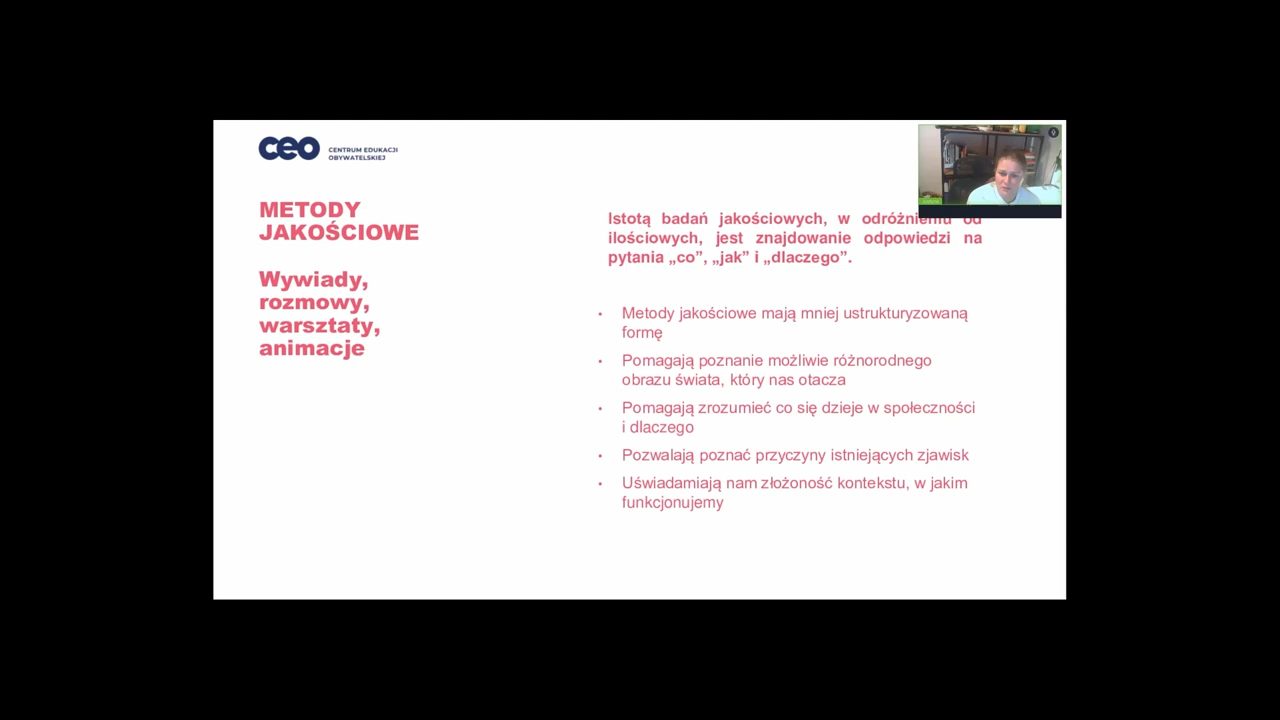 ceo CENTRUM EDUKACJI
OBYWATELSKIEJ
METODY
JAKOŚCIOWE
Wywiady,
rozmowy,
warsztaty,
animacje
Istotą badań jakościowych, w odróżnieniu od
ilościowych, jest znajdowanie odpowiedzi na
pytania „co”, „jak” i „dlaczego”.
• Metody jakościowe mają mniej ustrukturyzowaną
formę
• Pomagają poznanie możliwie różnorodnego
obrazu świata, który nas otacza
• Pomagają zrozumieć co się dzieje w społeczności
i dlaczego
• Pozwalają poznać przyczyny istniejących zjawisk
• Uświadamiają nam złożoność kontekstu, w jakim
funkcjonujemy